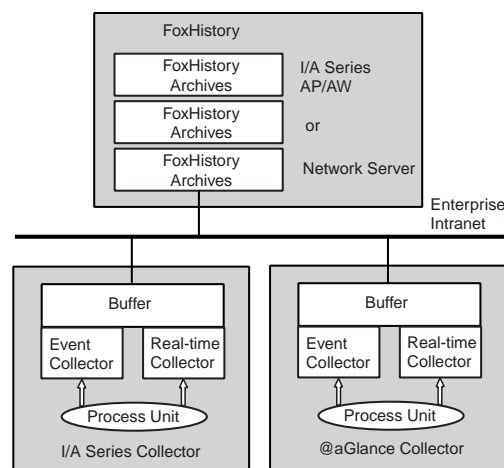 FoxHistory
FoxHistory
Archives
I/A Series
AP/AW
FoxHistory
Archives
or
FoxHistory
Archives
Network Server
Enterprise
Intranet
Buffer
Event
Collector
Real-time
Collector
Process Unit
I/A Series Collector
Buffer
Event
Collector
Real-time
Collector
Process Unit
@aGlance Collector